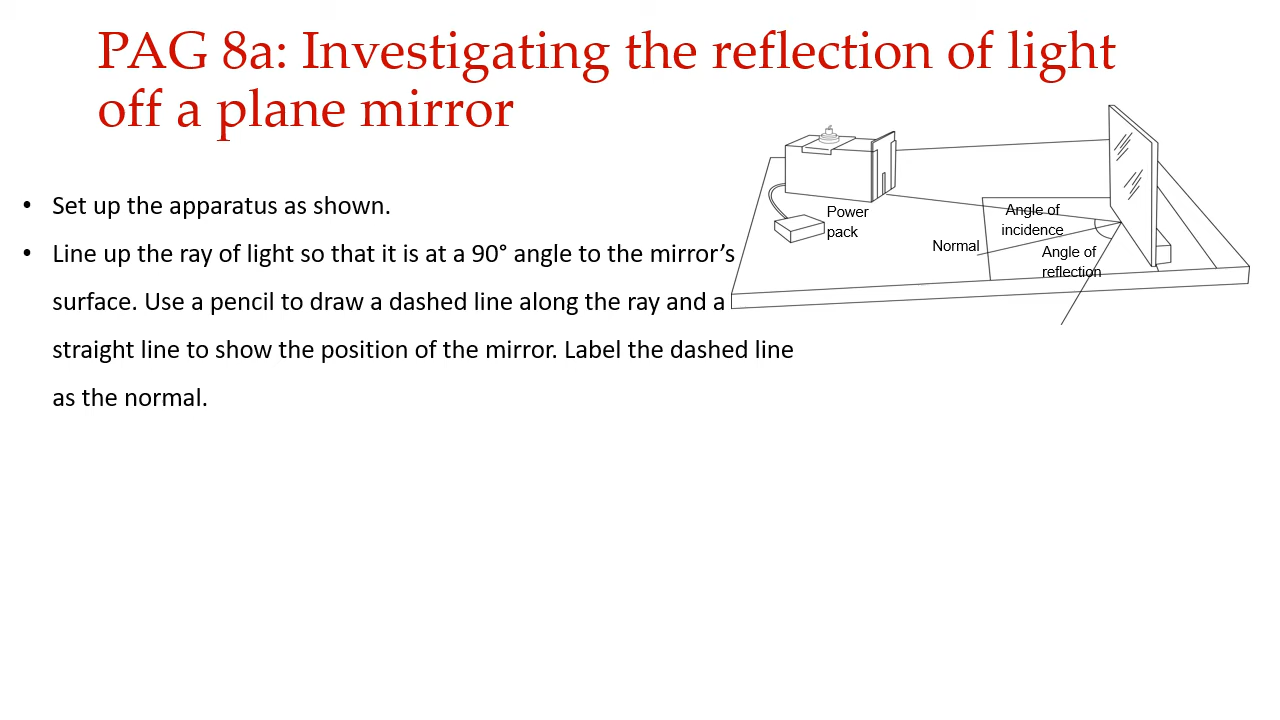 PAG 8a: Investigating the reflection of light
off a plane mirror
• Set up the apparatus as shown.
• Line up the ray of light so that it is at a 90° angle to the mirror’s
surface. Use a pencil to draw a dashed line along the ray and a
straight line to show the position of the mirror. Label the dashed line
as the normal.
Power
pack
Normal
Angle of
incidence
Angle of
reflection